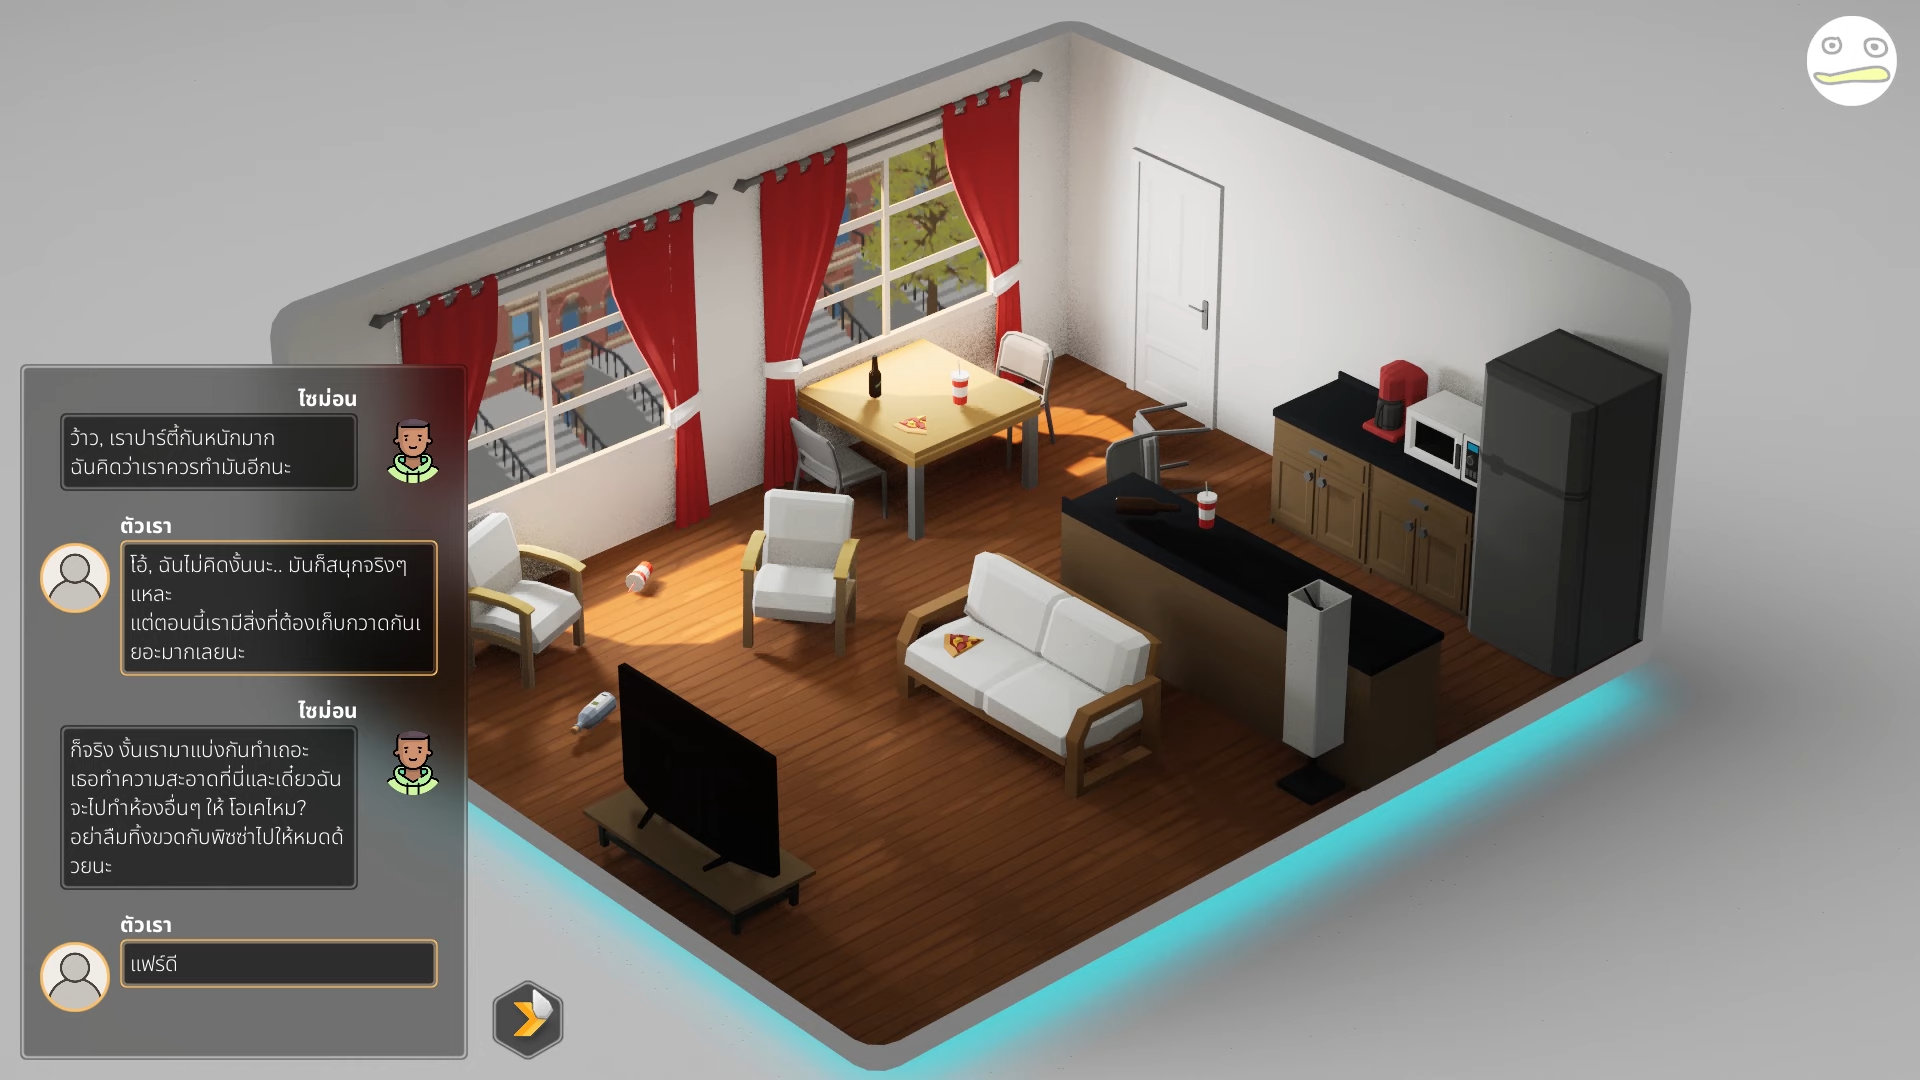 ไซม่อน
ว้าว, เราปาร์ตี้กันหนักมาก
ฉันคิดว่าเราควรทำมันอีกนะ
ตัวเรา
โอ้, ฉันไม่คิดงั้นนะ.. มันก็สนุกจริงๆ
แหละ
แต่ตอนนี้เรามีสิ่งที่ต้องเก็บกวาดกันเ
ยอะมากเลยนะ
ไซม่อน
ก็จริง งั้นเรามาแบ่งกันทำเถอะ
เธอทำความสะอาดที่นี่และเดี๋ยวฉัน
จะไปทำห้องอื่นๆ ให้ โอเคไหม?
อย่าลืมทิ้งขวดกับพิซซ่าไปให้หมดด้
วยนะ
ตัวเรา
แฟร์ดี